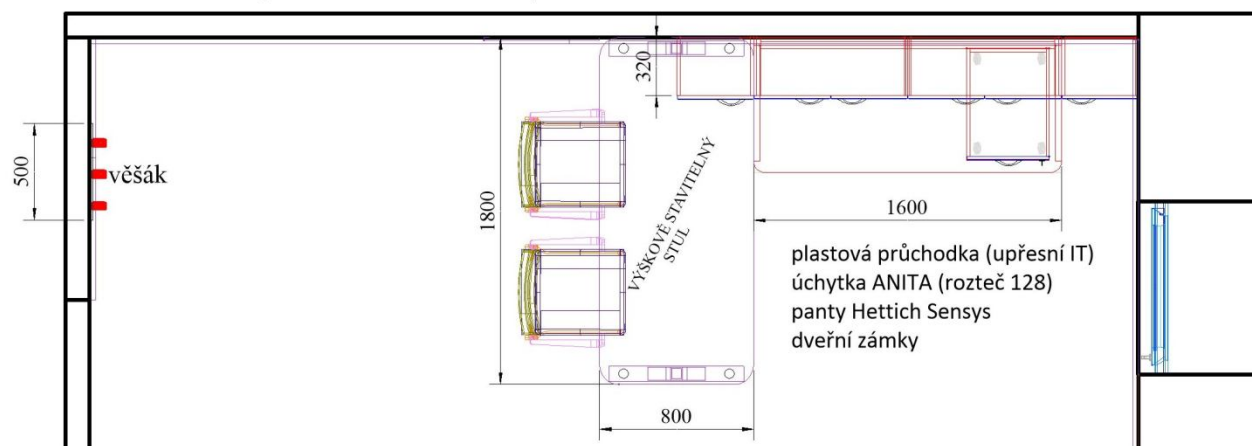 320
500
věšák
1800
VÝŠKOVĚ STAVITELNÝ
STUL
1600
plastová průchodka (upřesní IT)
úchytka ANITA (rozteč 128)
panty Hettich Sensys
dveřní zámky
800